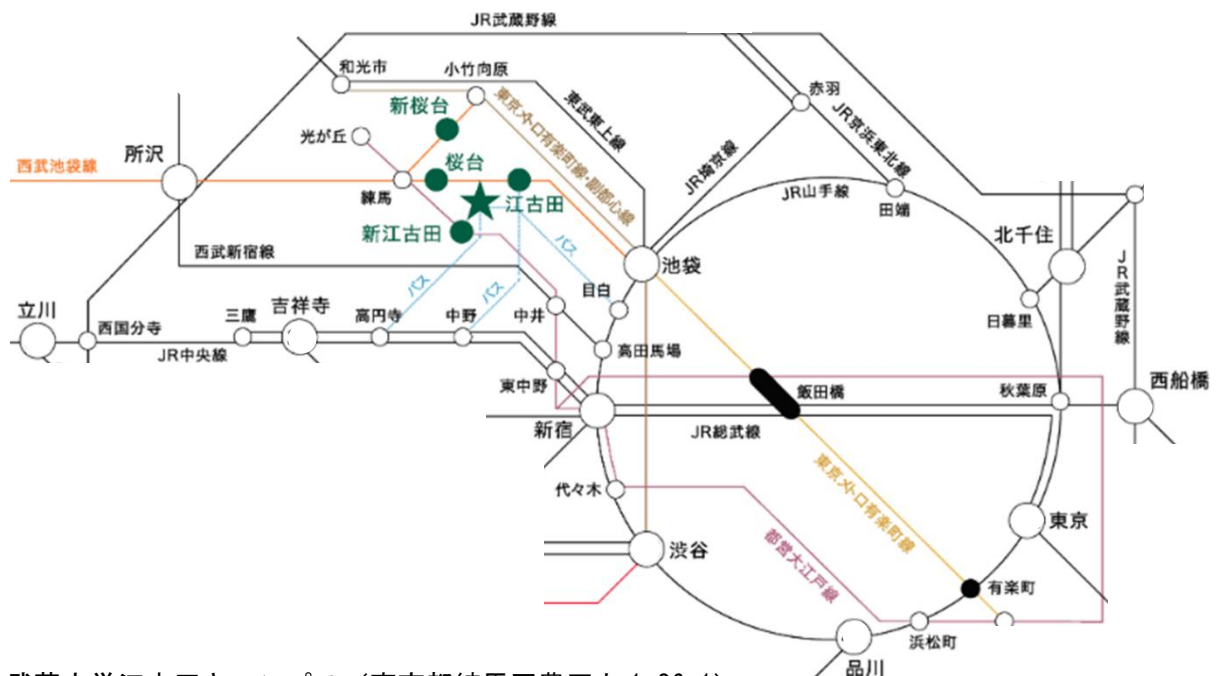 JR武蔵野線
和光市
小竹向原
東武東上線
東京メトロ有楽町線・副都心線
赤羽
JR京浜東北線
新桜台
光が丘
JR埼京線
所沢
西武池袋線
桜台
JR山手線
練馬
江古田
田端
新江古田
北千住
西武新宿線
バス
池袋
JR武蔵野線
バス
バス
目白
立川
吉祥寺
日暮里
西国分寺
三鷹
高円寺
中野
中井
JR中央線
高田馬場
東中野
飯田橋
秋葉原
西船橋
新宿
JR総武線
東京メトロ有楽町線
代々木
東京
渋谷
都営大江戸線
有楽町
浜松町
品川